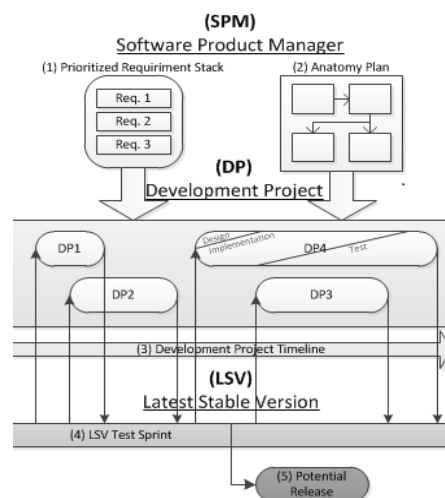 (SPM)
Software Product Manager
(1) Prioritized Requiriment Stack
(2) Anatomy Plan
Req. 1
Req. 2
Req. 3
(DP)
Development Project
DP1
Design
Implementation
DP4
Test
DP2
DP3
(3) Development Project Timeline
(LSV)
Latest Stable Version
(4) LSV Test Sprint
(5) Potential
Release